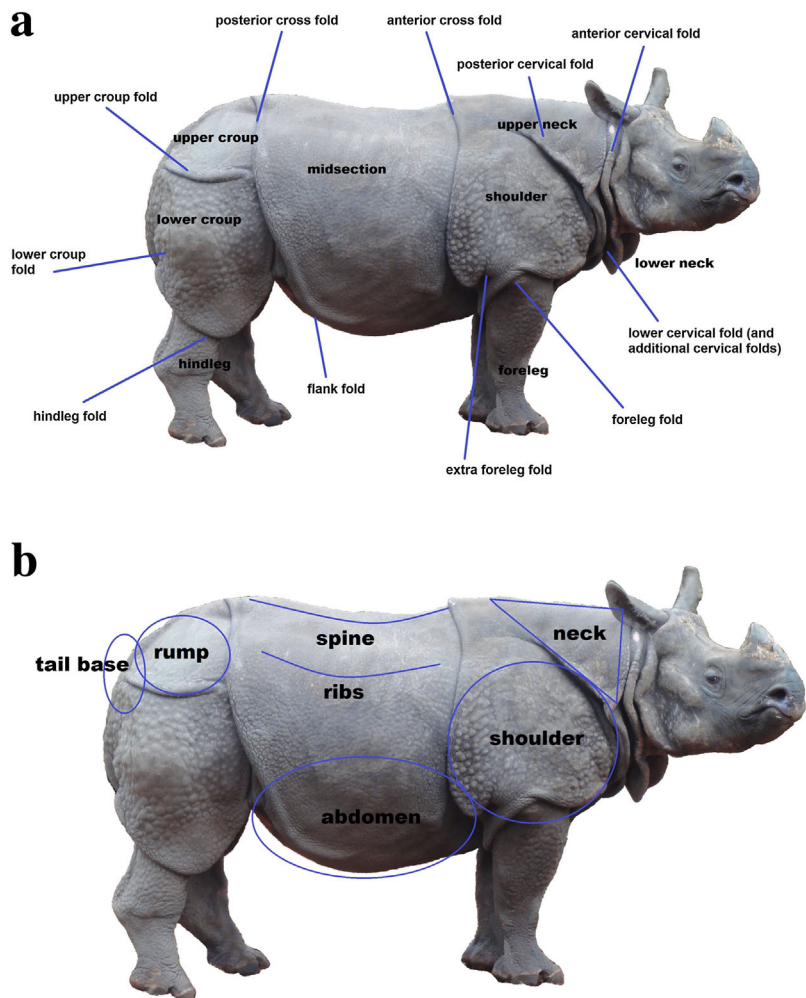 a
posterior cross fold
anterior cross fold
anterior cervical fold
posterior cervical fold
upper croup fold
upper croup
upper neck
midsection
shoulder
lower croup
lower croup
fold
lower neck
lower cervical fold (and
additional cervical folds)
hindleg
foreleg
flank fold
hindleg fold
foreleg fold
extra foreleg fold
b
spine
neck
rump
tail base
ribs
shoulder
abdomen